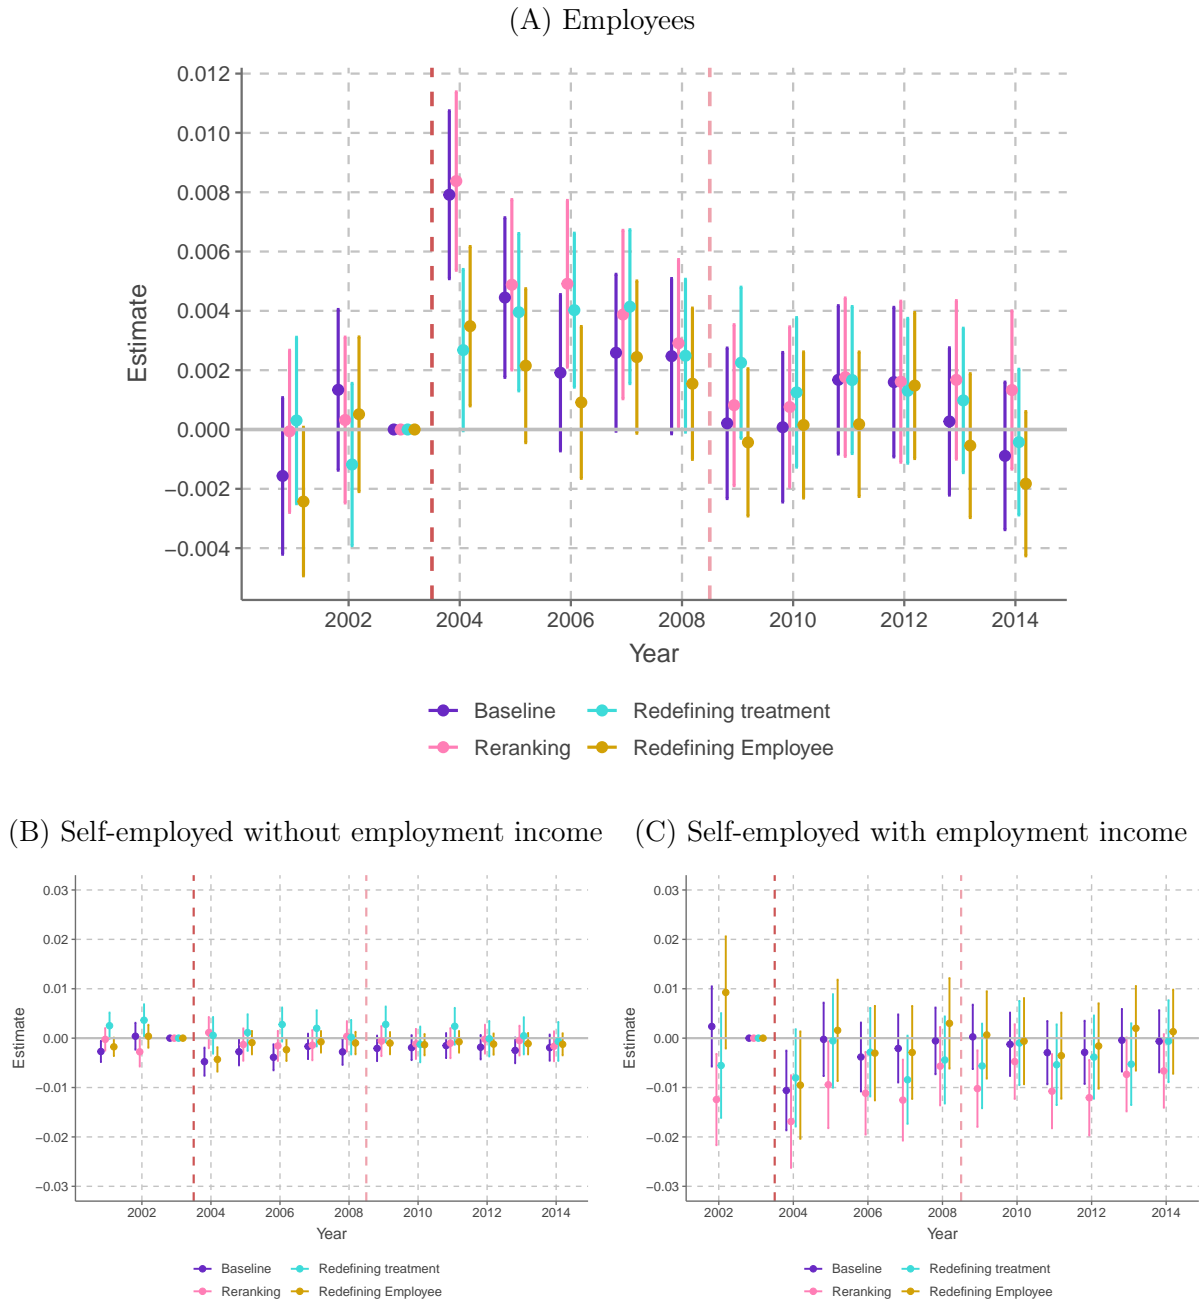 (A) Employees
0.012
0.010
0.008
0.006
0.004
0.002
0.000
−0.002
−0.004
Estimate
2002 2004 2006 2008 2010 2012 2014
Year
Baseline Redefining treatment
Reranking Redefining Employee
(B) Self-employed without employment income
0.03
0.02
0.01
0.00
−0.01
−0.02
−0.03
Estimate
2002 2004 2006 2008 2010 2012 2014
Year
Baseline Redefining treatment
Reranking Redefining Employee
(C) Self-employed with employment income
0.03
0.02
0.01
0.00
−0.01
−0.02
−0.03
Estimate
2002 2004 2006 2008 2010 2012 2014
Year
Baseline Redefining treatment
Reranking Redefining Employee